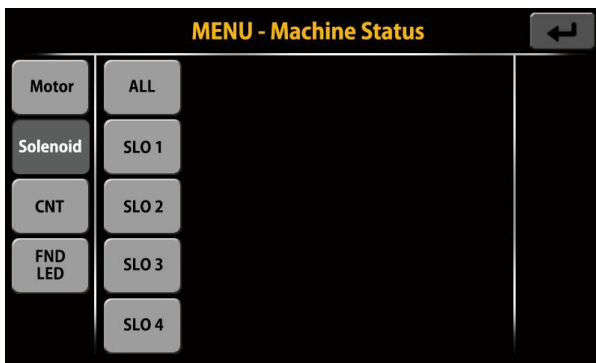 MENU - Machine Status
Motor
Solenoid
CNT
FND
LED
ALL
SLO 1
SLO 2
SLO 3
SLO 4